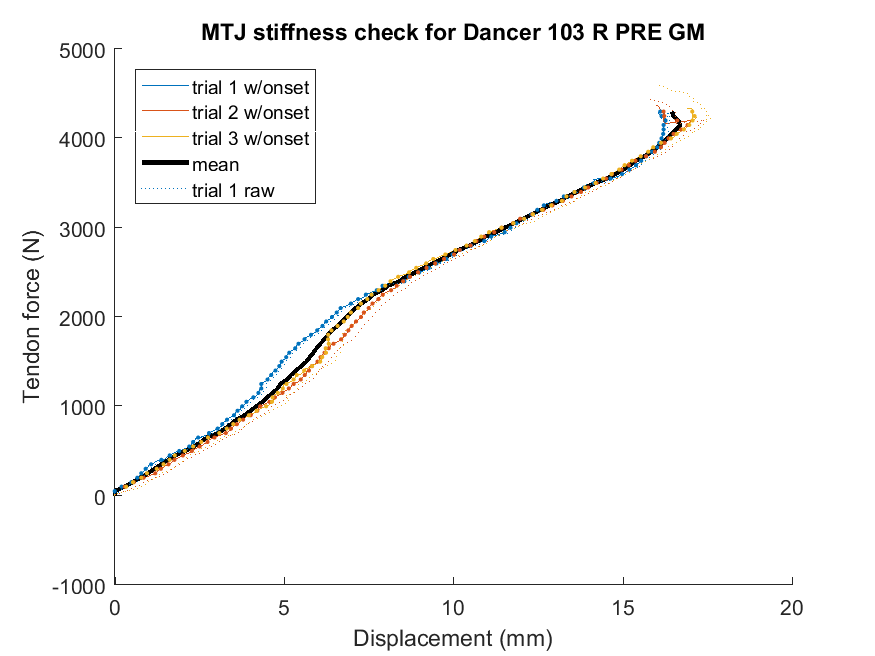 MTJ stiffness check for Dancer 103 R PRE GM
5000
4000
3000
2000
1000
0
-1000
Tendon force (N)
trial 1 w/onset
trial 2 w/onset
trial 3 w/onset
mean
trial 1 raw
0
5
10
15
20
Displacement (mm)